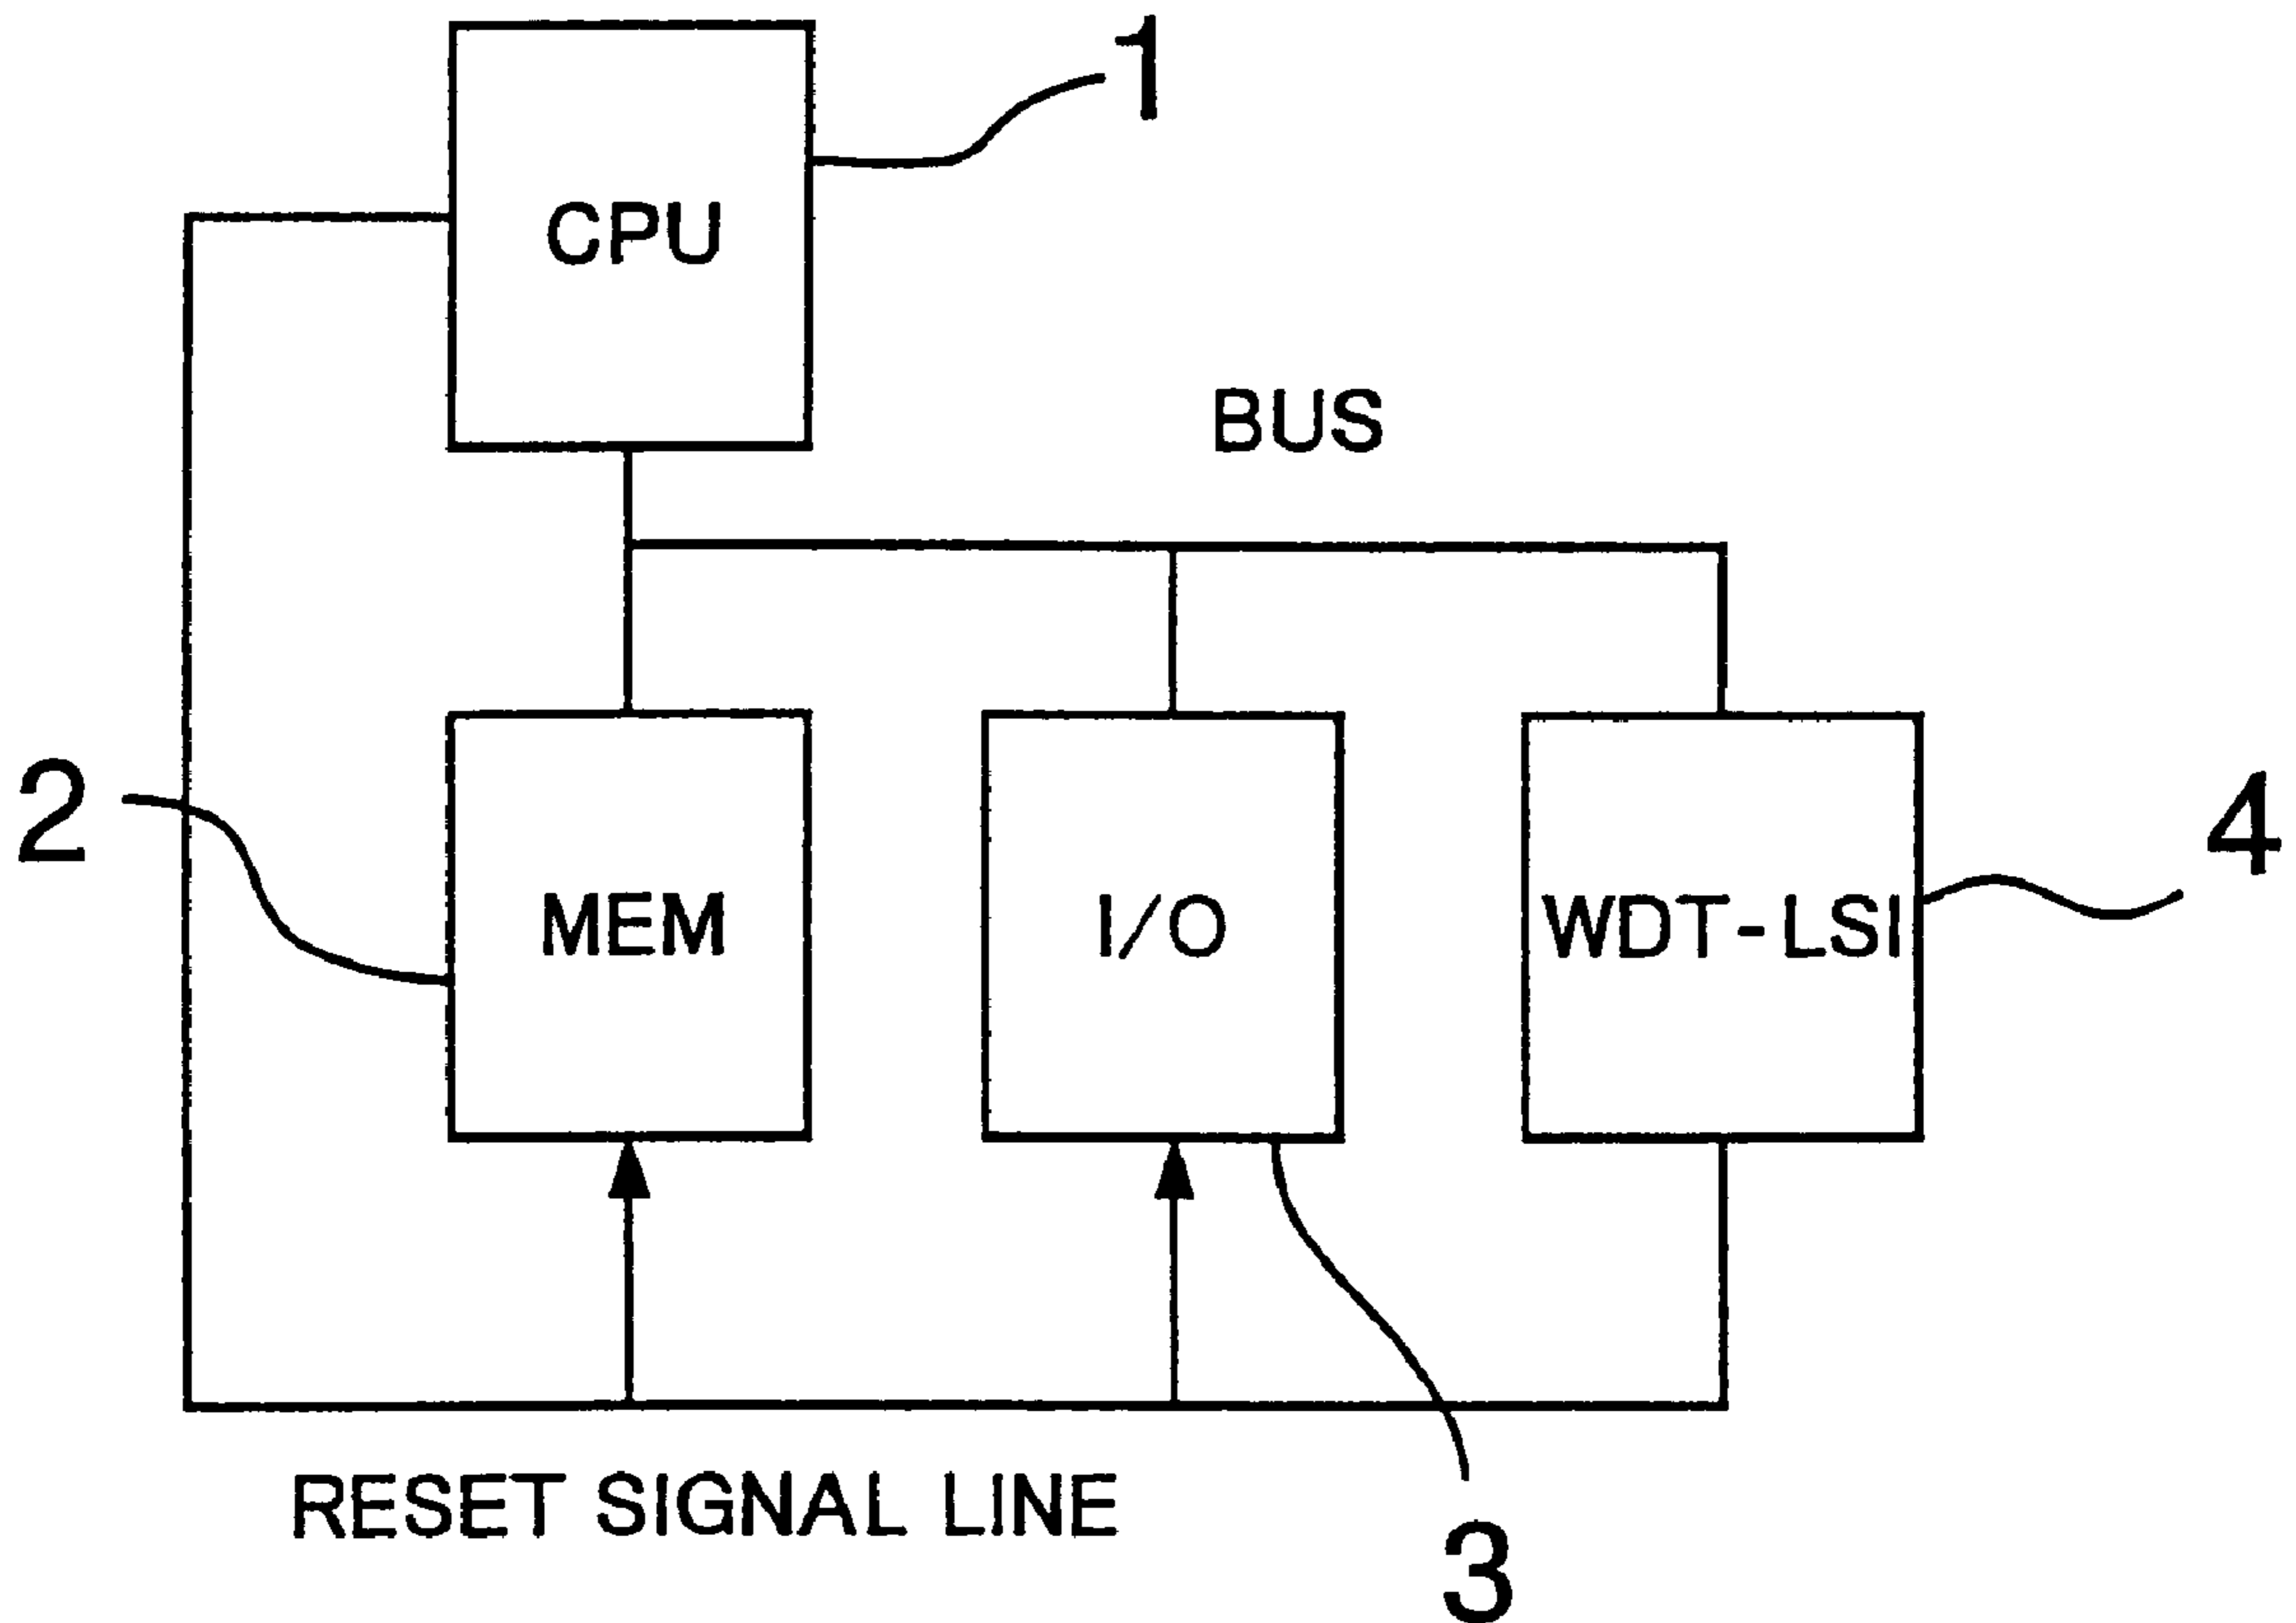 1
CPU
BUS
2
4
MEM
I/O
WDT-LSI
RESET SIGNAL LINE
3